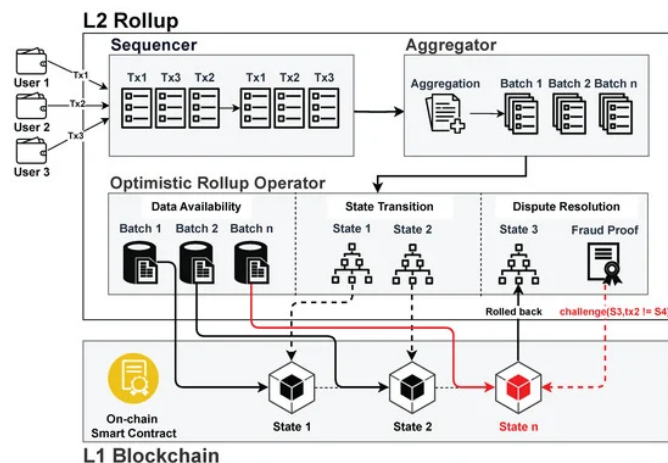 L2 Rollup
Sequencer
Aggregator
User 1
User 2
User 3
Tx1
Tx2
Tx3
Tx1 Tx3 Tx2 Tx1 Tx2 Tx3
Aggregation
Batch 1 Batch 2 Batch n
Optimistic Rollup Operator
Data Availability
State Transition
Dispute Resolution
Batch 1 Batch 2 Batch n
State 1 State 2
State 3 Fraud Proof
Rolled back
challenge(S3,tx2 != S4)
On-chain
Smart Contract
State 1
State 2
State n
L1 Blockchain